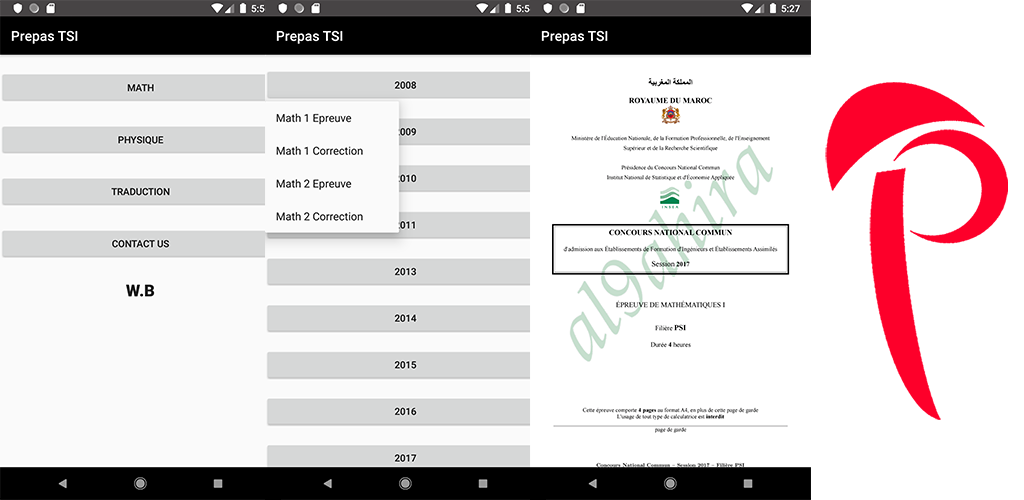 5:5
Prepas TSI
MATH
PHYSIQUE
TRADUCTION
CONTACT US
W.B
5:5
Prepas TSI
2008
Math 1 Epreuve
2009
Math 1 Correction
2010
Math 2 Epreuve
2011
Math 2 Correction
2013
2014
2015
2016
2017
5:27
Prepas TSI
المملكة المغربية
ROYAUME DU MAROC
Ministère de l'Éducation Nationale, de la Formation Professionnelle, de l'Enseignement
Supérieur et de la Recherche Scientifique
Présidence du Concours National Commun
Institut National de Statistique et d'Économie Appliquée
INSEA
CONCOURS NATIONAL COMMUN
d'admission aux Établissements de Formation d'Ingénieurs et Établissements Assimilés
Session 2017
al9ahira
ÉPREUVE DE MATHÉMATIQUES I
Filière PSI
Durée 4 heures
Cette épreuve comporte 4 pages au format A4, en plus de cette page de garde
L'usage de tout type de calculatrice est interdit
page de garde
Concours National Commun – Session 2017 – Filière PSI